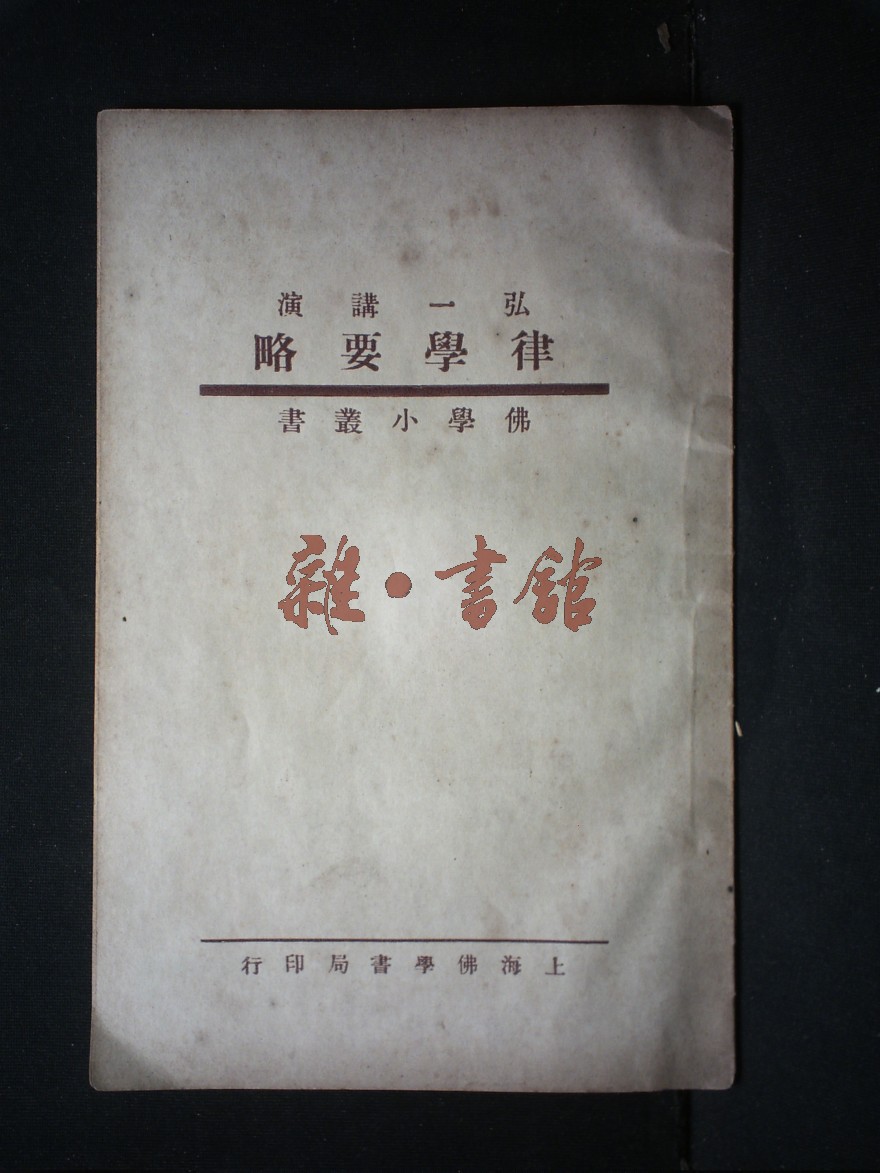 弘一講演
律學要略
佛學小叢書
雜·書館
上海佛學書局印行